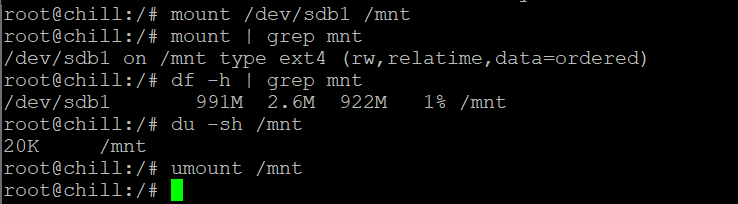 root@chill:/# mount /dev/sdb1 /mnt
root@chill:/# mount | grep mnt
/dev/sdb1 on /mnt type ext4 (rw,relatime,data=ordered)
root@chill:/# df -h | grep mnt
/dev/sdb1       991M  2.6M  922M   1% /mnt
root@chill:/# du -sh /mnt
20K     /mnt
root@chill:/# umount /mnt
root@chill:/#